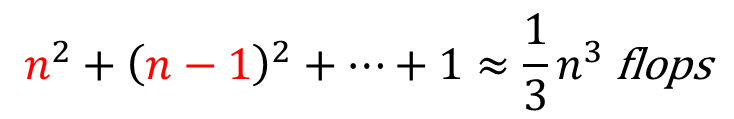 n² + (n − 1)² + ⋯ + 1 ≈ 1/3 n³ flops